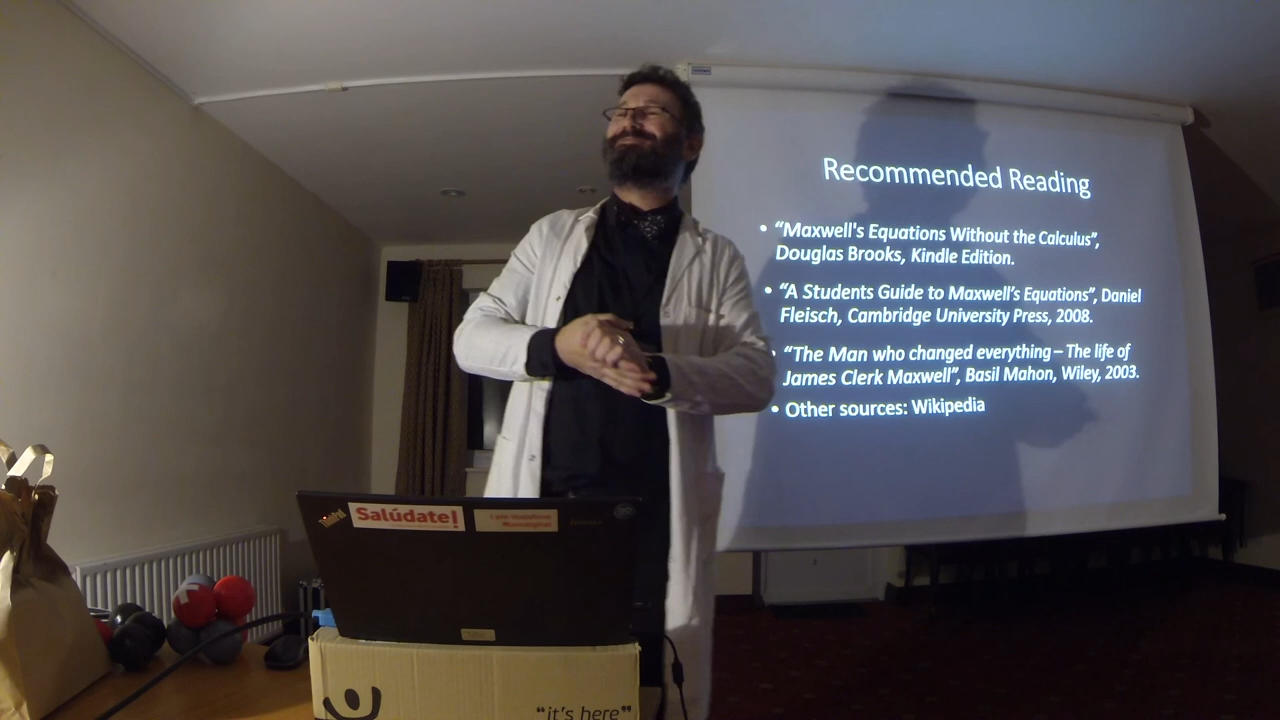 Recommended Reading
• “Maxwell's Equations Without the Calculus”,
Douglas Brooks, Kindle Edition.
• “A Students Guide to Maxwell’s Equations”, Daniel
Fleisch, Cambridge University Press, 2008.
• “The Man who changed everything – The life of
James Clerk Maxwell”, Basil Mahon, Wiley, 2003.
• Other sources: Wikipedia
Salúdate!
“it's here”